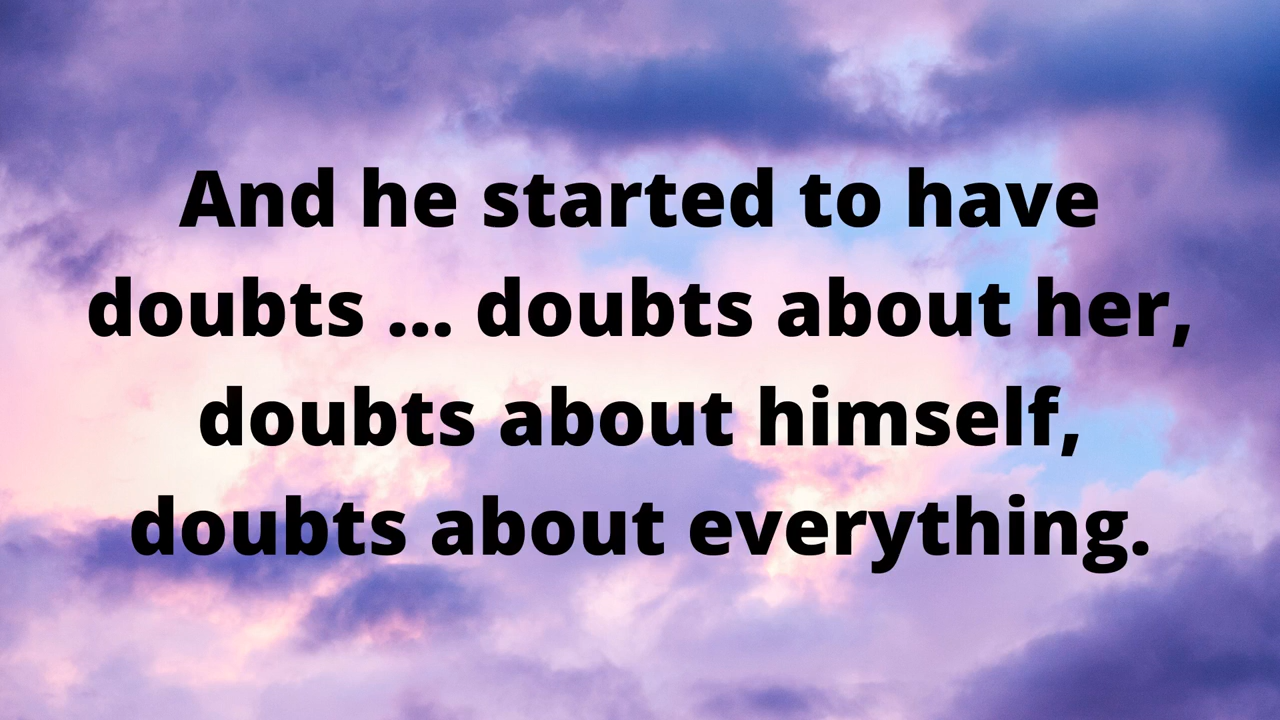 And he started to have
doubts ... doubts about her,
doubts about himself,
doubts about everything.